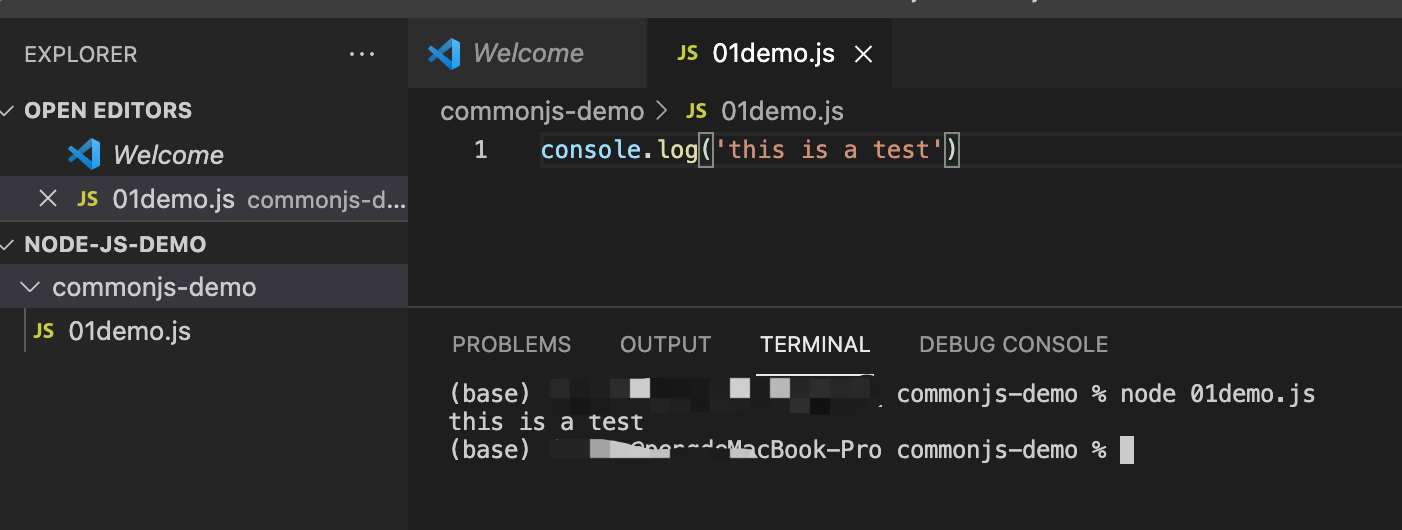 EXPLORER ···
OPEN EDITORS
Welcome
JS 01demo.js commonjs-d...
NODE-JS-DEMO
commonjs-demo
JS 01demo.js
Welcome JS 01demo.js
commonjs-demo > JS 01demo.js
1 console.log('this is a test')
PROBLEMS OUTPUT TERMINAL DEBUG CONSOLE
(base) commonjs-demo % node 01demo.js
this is a test
(base) MacBook-Pro commonjs-demo %